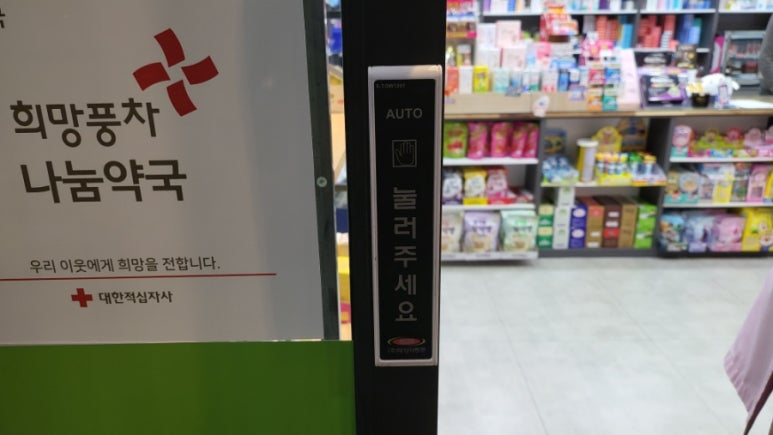 희망풍차
나눔약국
우리 이웃에게 희망을 전합니다.
대한적십자사
AUTO
눌러주세요